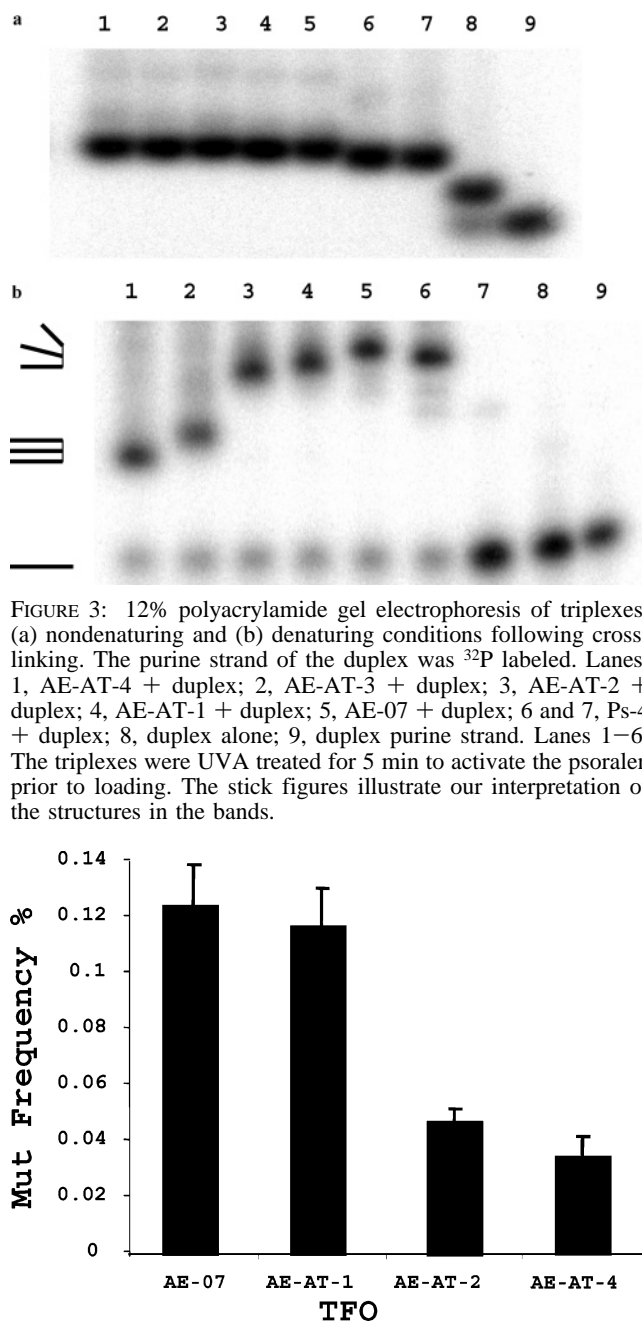 a
1 2 3 4 5 6 7 8 9
b
1 2 3 4 5 6 7 8 9
FIGURE 3: 12% polyacrylamide gel electrophoresis of triplexes
(a) nondenaturing and (b) denaturing conditions following cross
linking. The purine strand of the duplex was 32P labeled. Lanes
1, AE-AT-4 + duplex; 2, AE-AT-3 + duplex; 3, AE-AT-2 +
duplex; 4, AE-AT-1 + duplex; 5, AE-07 + duplex; 6 and 7, Ps-4
+ duplex; 8, duplex alone; 9, duplex purine strand. Lanes 1−6
The triplexes were UVA treated for 5 min to activate the psoralen
prior to loading. The stick figures illustrate our interpretation o
the structures in the bands.
Mut Frequency %
0.14
0.12
0.1
0.08
0.06
0.04
0.02
0
AE-07 AE-AT-1 AE-AT-2 AE-AT-4
TFO